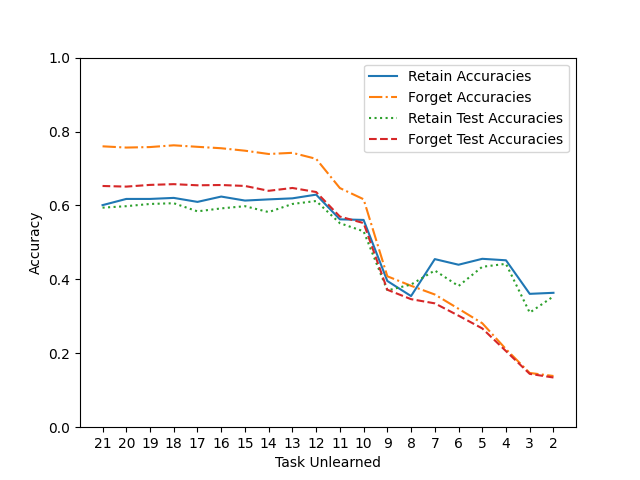 1.0
0.8
0.6
0.4
0.2
0.0
Accuracy
Retain Accuracies
Forget Accuracies
Retain Test Accuracies
Forget Test Accuracies
21 20 19 18 17 16 15 14 13 12 11 10 9 8 7 6 5 4 3 2
Task Unlearned